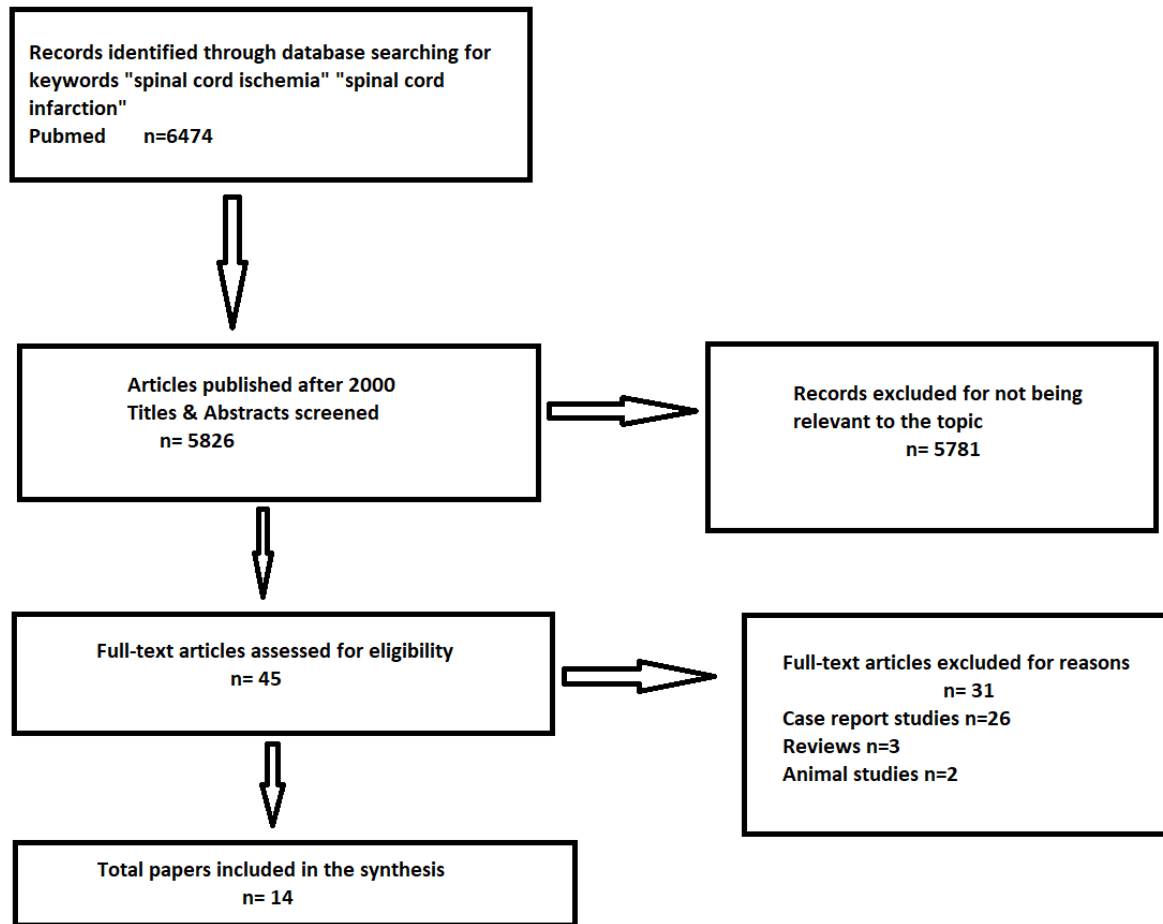 Records identified through database searching for
keywords "spinal cord ischemia" "spinal cord
infarction"
Pubmed n=6474
Articles published after 2000
Titles & Abstracts screened
n= 5826
Records excluded for not being
relevant to the topic
n= 5781
Full-text articles assessed for eligibility
n= 45
Full-text articles excluded for reasons
n= 31
Case report studies n=26
Reviews n=3
Animal studies n=2
Total papers included in the synthesis
n= 14